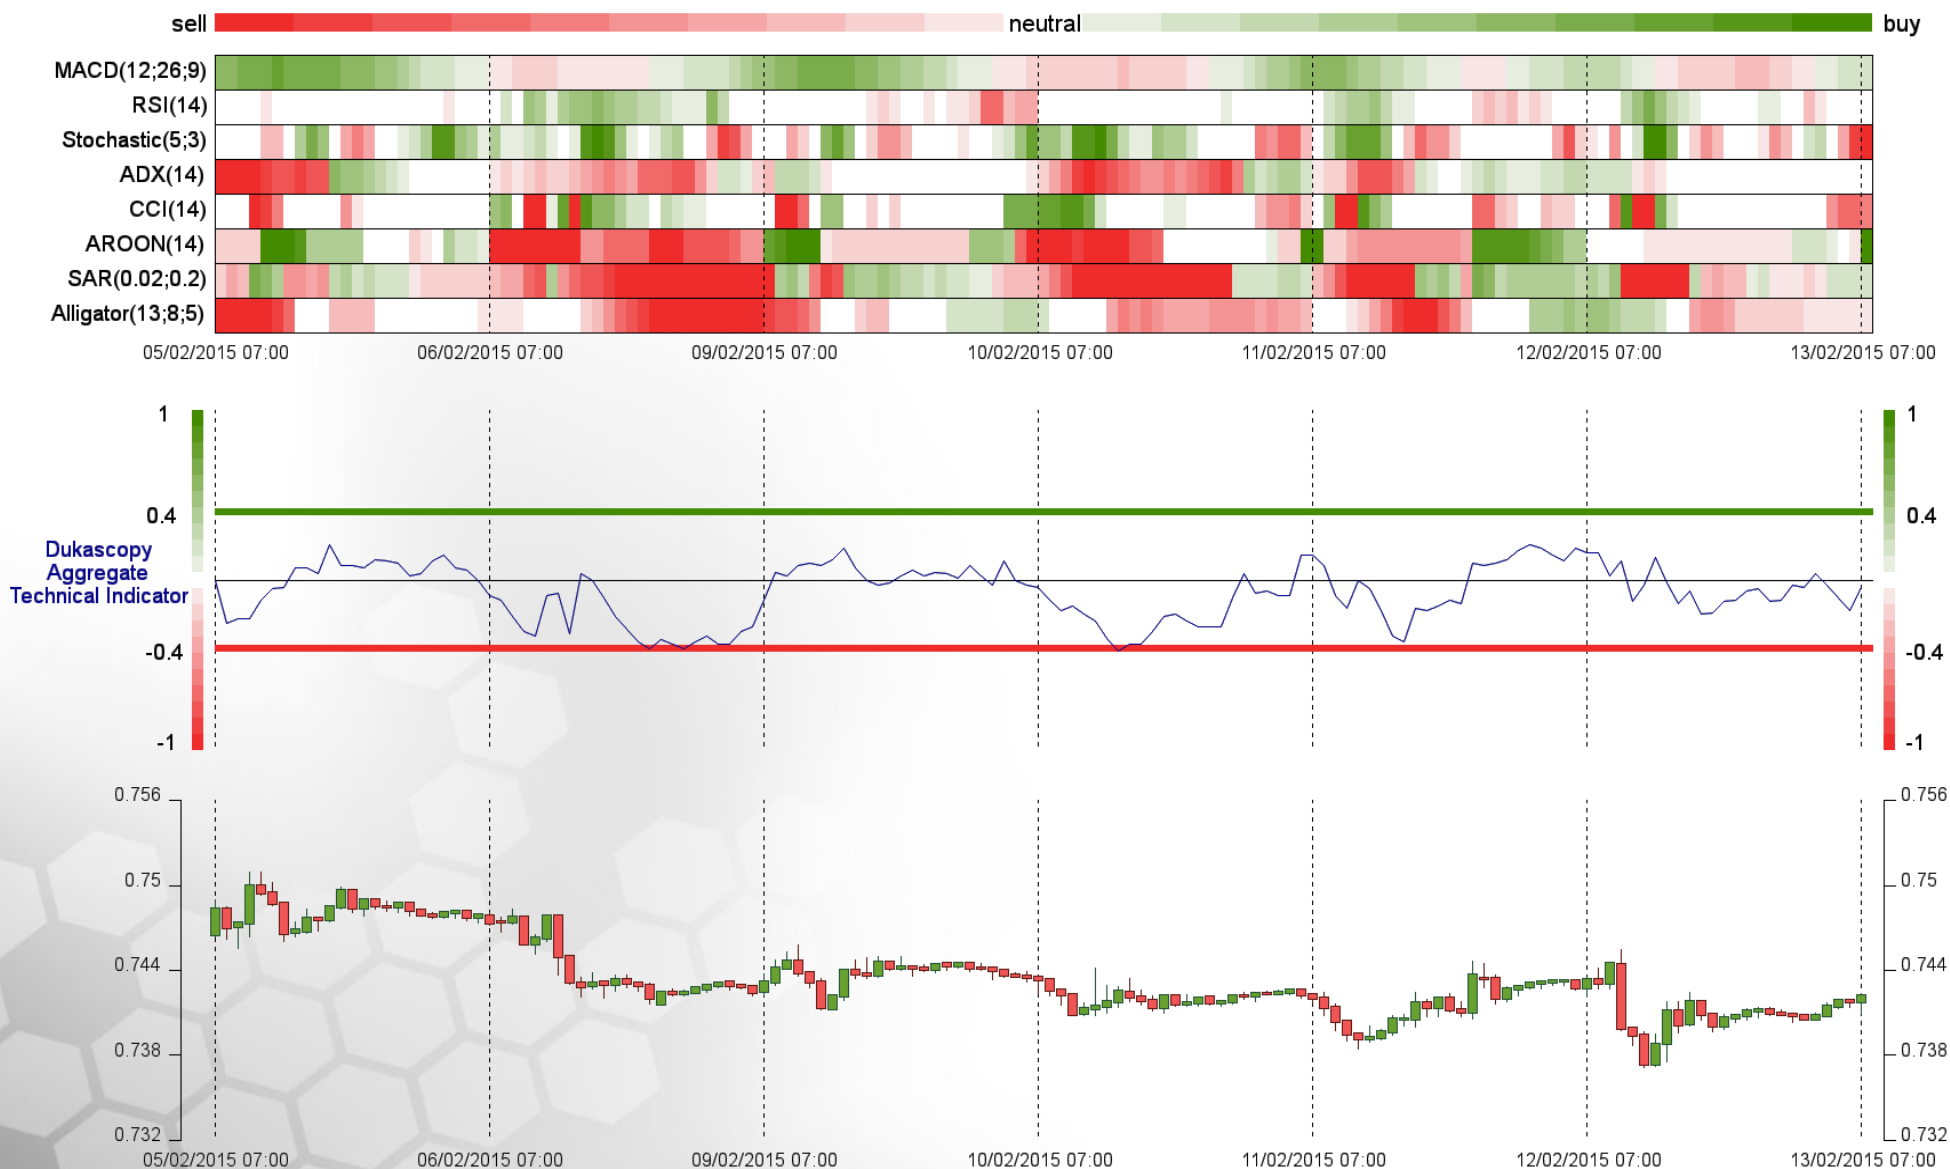 sell neutral buy
MACD(12;26;9)
RSI(14)
Stochastic(5;3)
ADX(14)
CCI(14)
AROON(14)
SAR(0.02;0.2)
Alligator(13;8;5)
05/02/2015 07:00 06/02/2015 07:00 09/02/2015 07:00 10/02/2015 07:00 11/02/2015 07:00 12/02/2015 07:00 13/02/2015 07:00
1 1
0.4 0.4
Dukascopy
Aggregate
Technical Indicator
-0.4 -0.4
-1 -1
0.756 0.756
0.75 0.75
0.744 0.744
0.738 0.738
0.732 0.732
05/02/2015 07:00 06/02/2015 07:00 09/02/2015 07:00 10/02/2015 07:00 11/02/2015 07:00 12/02/2015 07:00 13/02/2015 07:00